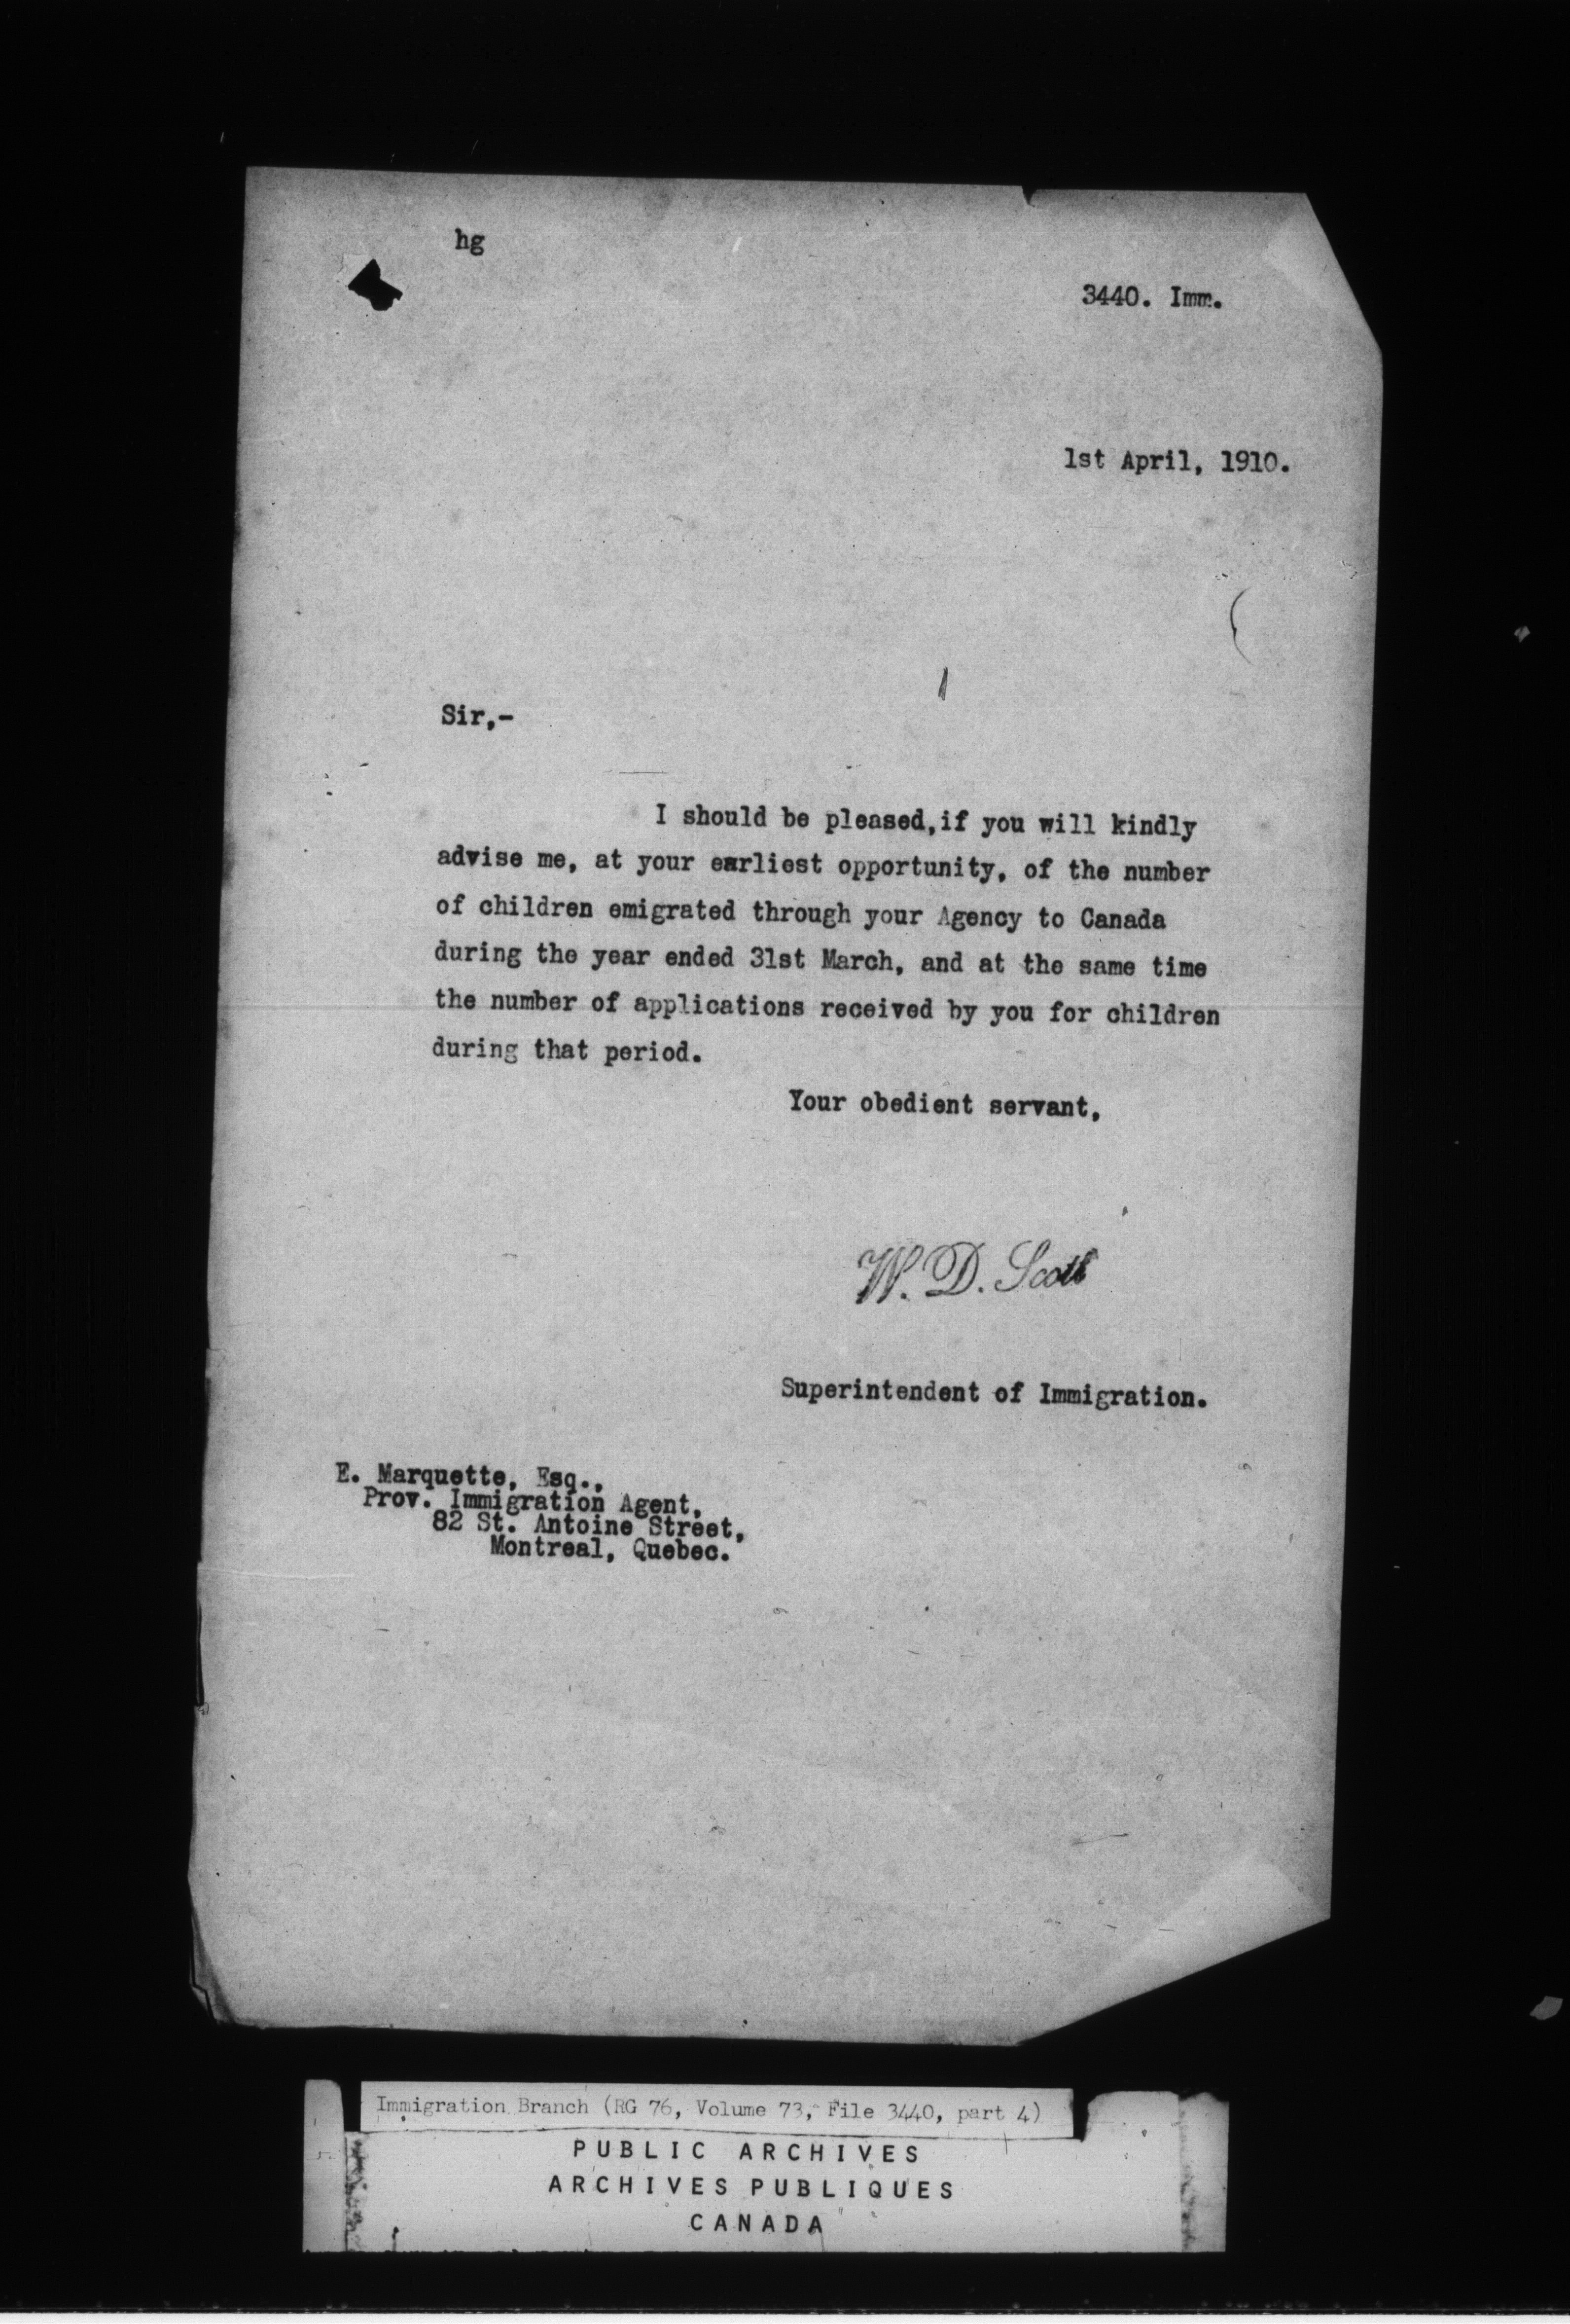 hg
3440. Imm.
1st April, 1910.
Sir,-
I should be pleased,if you will kindly
advise me, at your earliest opportunity, of the number
of children emigrated through your Agency to Canada
during the year ended 31st March, and at the same time
the number of applications received by you for children
during that period.
Your obedient servant,
W. D. Scott
Superintendent of Immigration.
E. Marquette, Esq.,
Prov. Immigration Agent,
82 St. Antoine Street,
Montreal, Quebec.
Immigration Branch (RG 76, Volume 73, File 3440, part 4)
PUBLIC ARCHIVES
ARCHIVES PUBLIQUES
CANADA